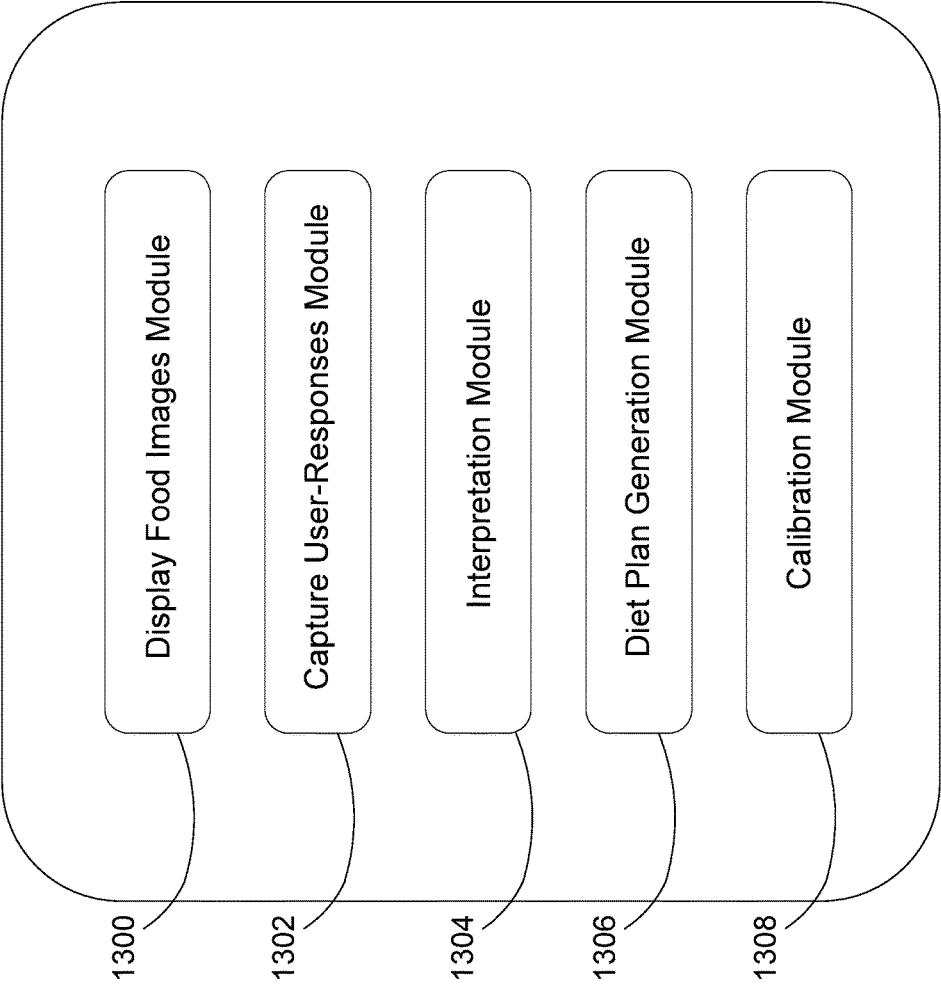 1300
Display Food Images Module
1302
Capture User-Responses Module
1304
Interpretation Module
1306
Diet Plan Generation Module
1308
Calibration Module